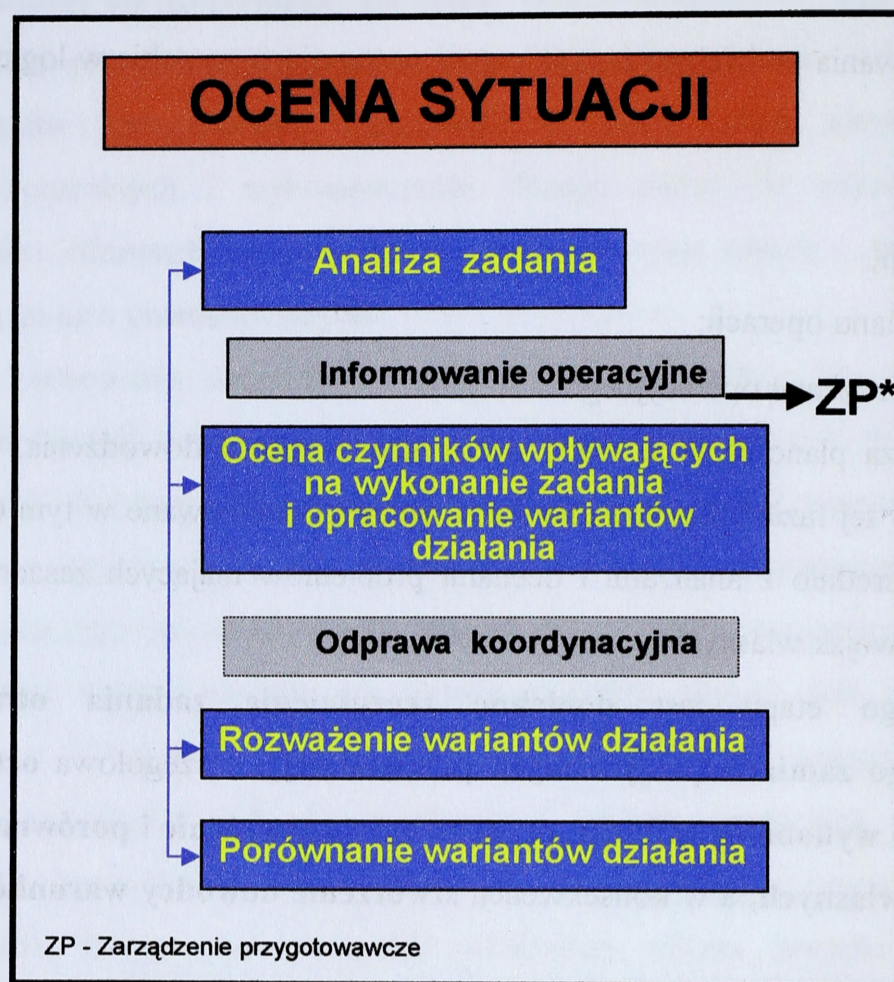 OCENA SYTUACJI
Analiza zadania
Informowanie operacyjne
ZP*
Ocena czynników wpływających
na wykonanie zadania
i opracowanie wariantów
działania
Odprawa koordynacyjna
Rozważenie wariantów działania
Porównanie wariantów działania
ZP - Zarządzenie przygotowawcze